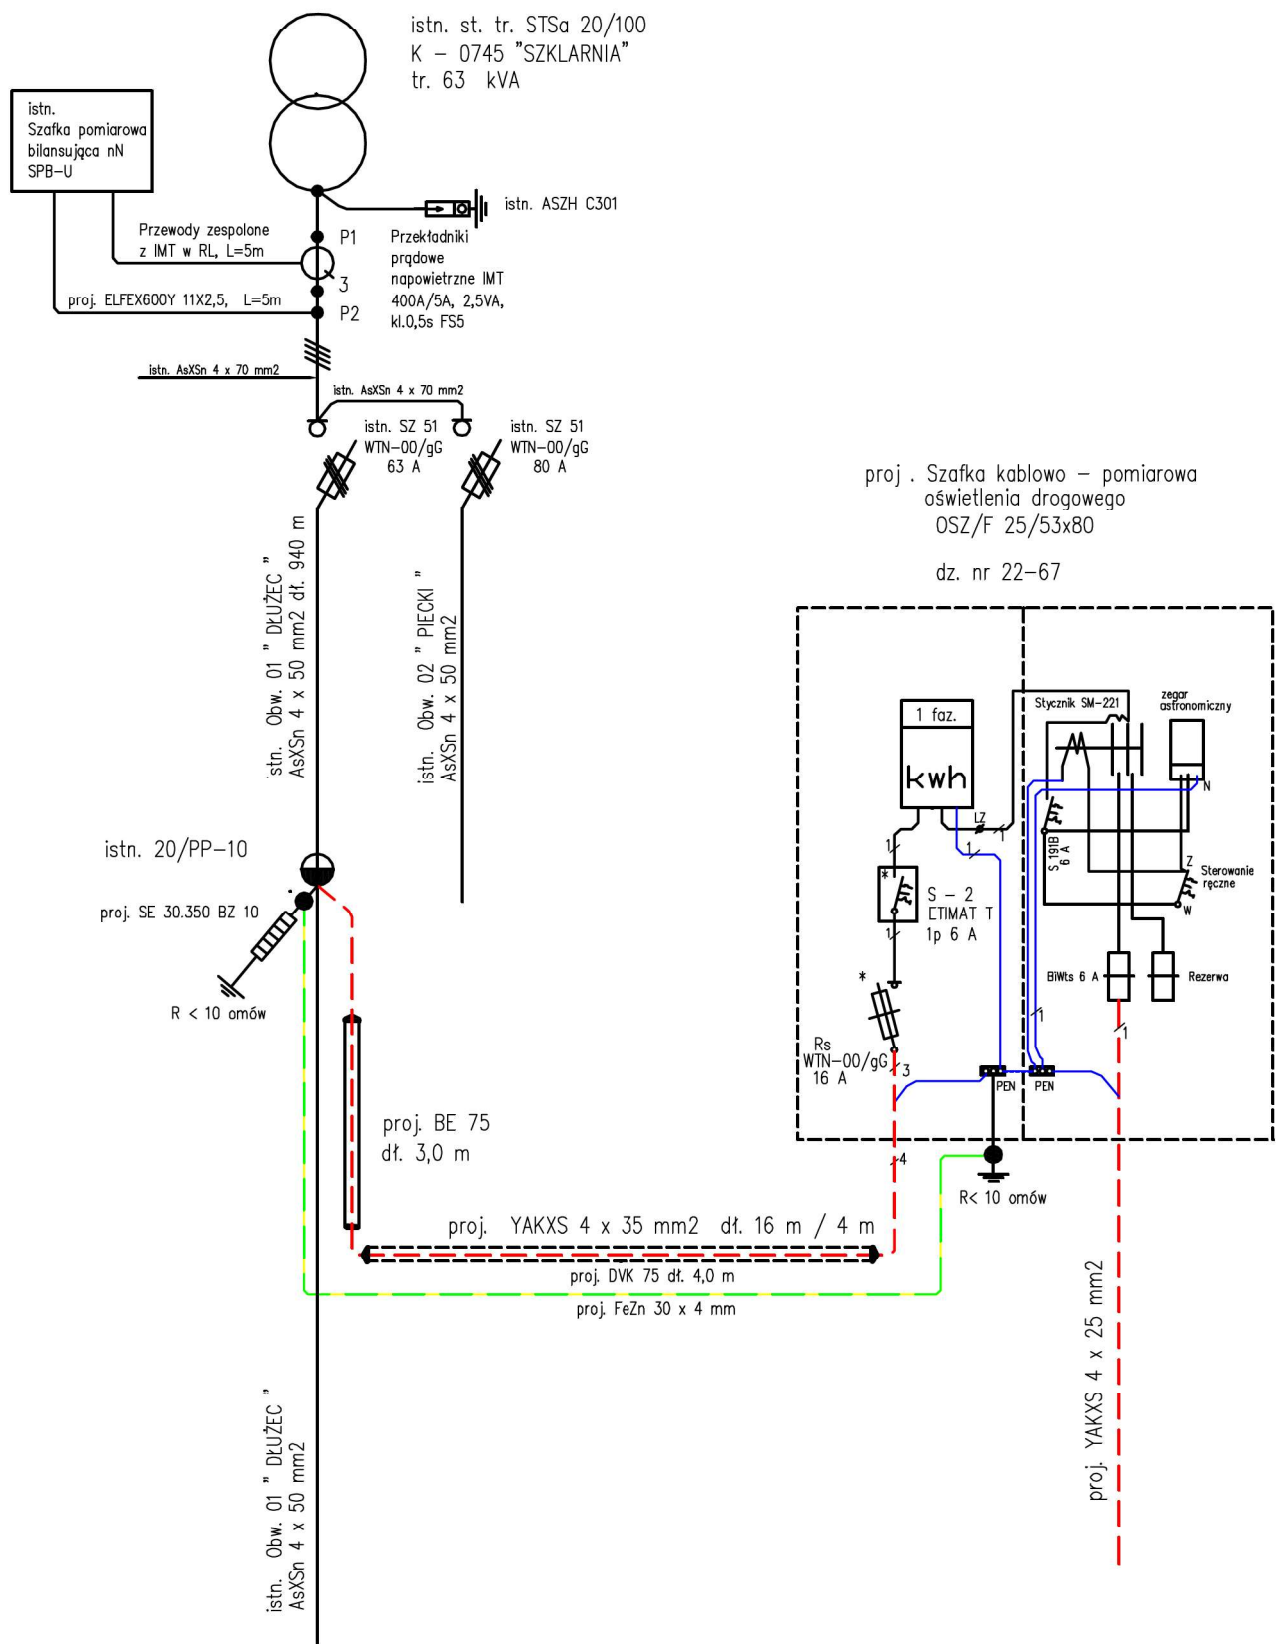 istn. st. tr. STSa 20/100
K - 0745 "SZKLARNIA"
tr. 63 kVA
istn.
Szafka pomiarowa
bilansująca nN
SPB-U
istn. ASZH C301
Przewody zespolone
z IMT w RL, L=5m
P1
3
P2
Przekładniki
prądowe
napowietrzne IMT
400A/5A, 2,5VA,
kl.0,5s FS5
proj. ELFEX600Y 11X2,5, L=5m
istn. AsXSn 4 x 70 mm2
istn. AsXSn 4 x 70 mm2
istn. SZ 51
WTN-00/gG
63 A
istn. SZ 51
WTN-00/gG
80 A
proj . Szafka kablowo - pomiarowa
oświetlenia drogowego
OSZ/F 25/53x80
dz. nr 22-67
stn. Obw. 01 " DŁUŻEC "
AsXSn 4 x 50 mm2 dł. 940 m
istn. Obw. 02 " PIECKI "
AsXSn 4 x 50 mm2
1 faz.
kwh
LZ
1
1
1
Stycznik SM-221
zegar
astronomiczny
N
S 191B
6 A
Z
Sterowanie
ręczne
W
*
S - 2
ETIMAT T
1p 6 A
1
*
Rs
WTN-00/gG
16 A
3
BiWts 6 A
Rezerwa
1
1
PEN
PEN
4
R< 10 omów
istn. 20/PP-10
proj. SE 30.350 BZ 10
R < 10 omów
proj. BE 75
dł. 3,0 m
proj. YAKXS 4 x 35 mm2 dł. 16 m / 4 m
proj. DVK 75 dł. 4,0 m
proj. FeZn 30 x 4 mm
proj. YAKXS 4 x 25 mm2
istn. Obw. 01 " DŁUŻEC "
AsXSn 4 x 50 mm2